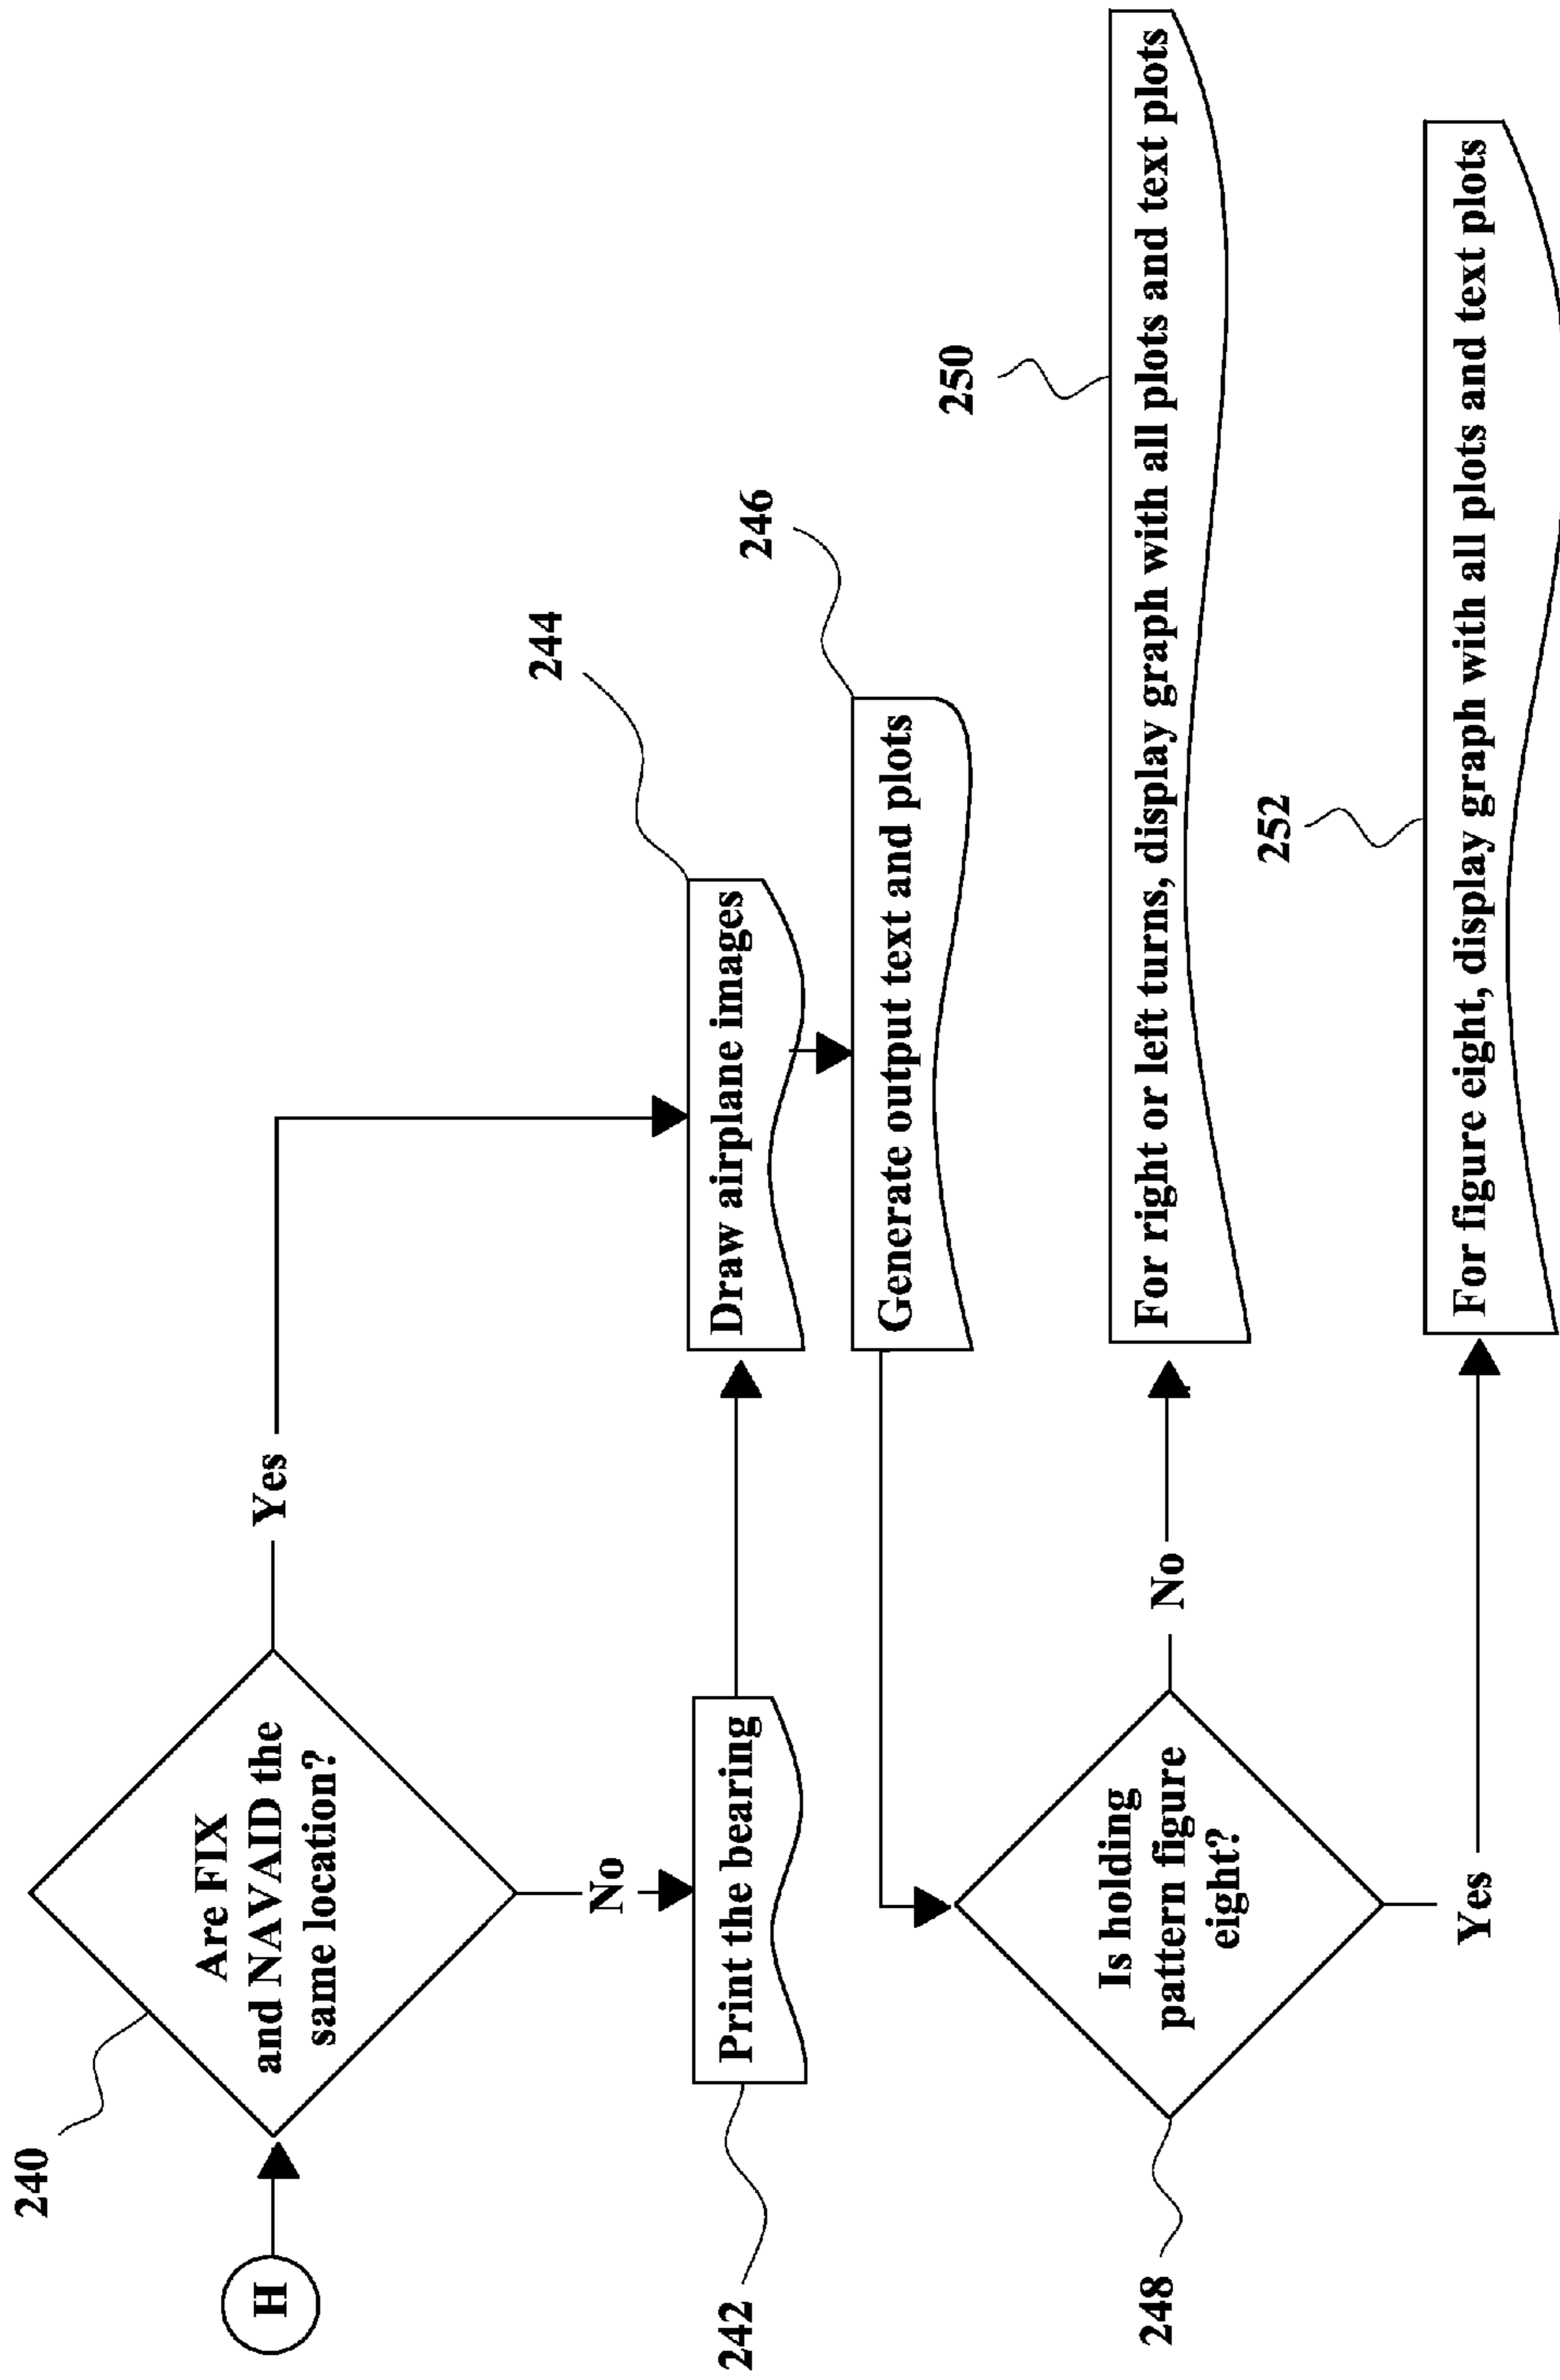 240
H
Are FIX
and NAVAID the
same location?
Yes
No
242
Print the bearing
244
Draw airplane images
246
Generate output text and plots
248
Is holding
pattern figure
eight?
No
250
For right or left turns, display graph with all plots and text plots
Yes
252
For figure eight, display graph with all plots and text plots